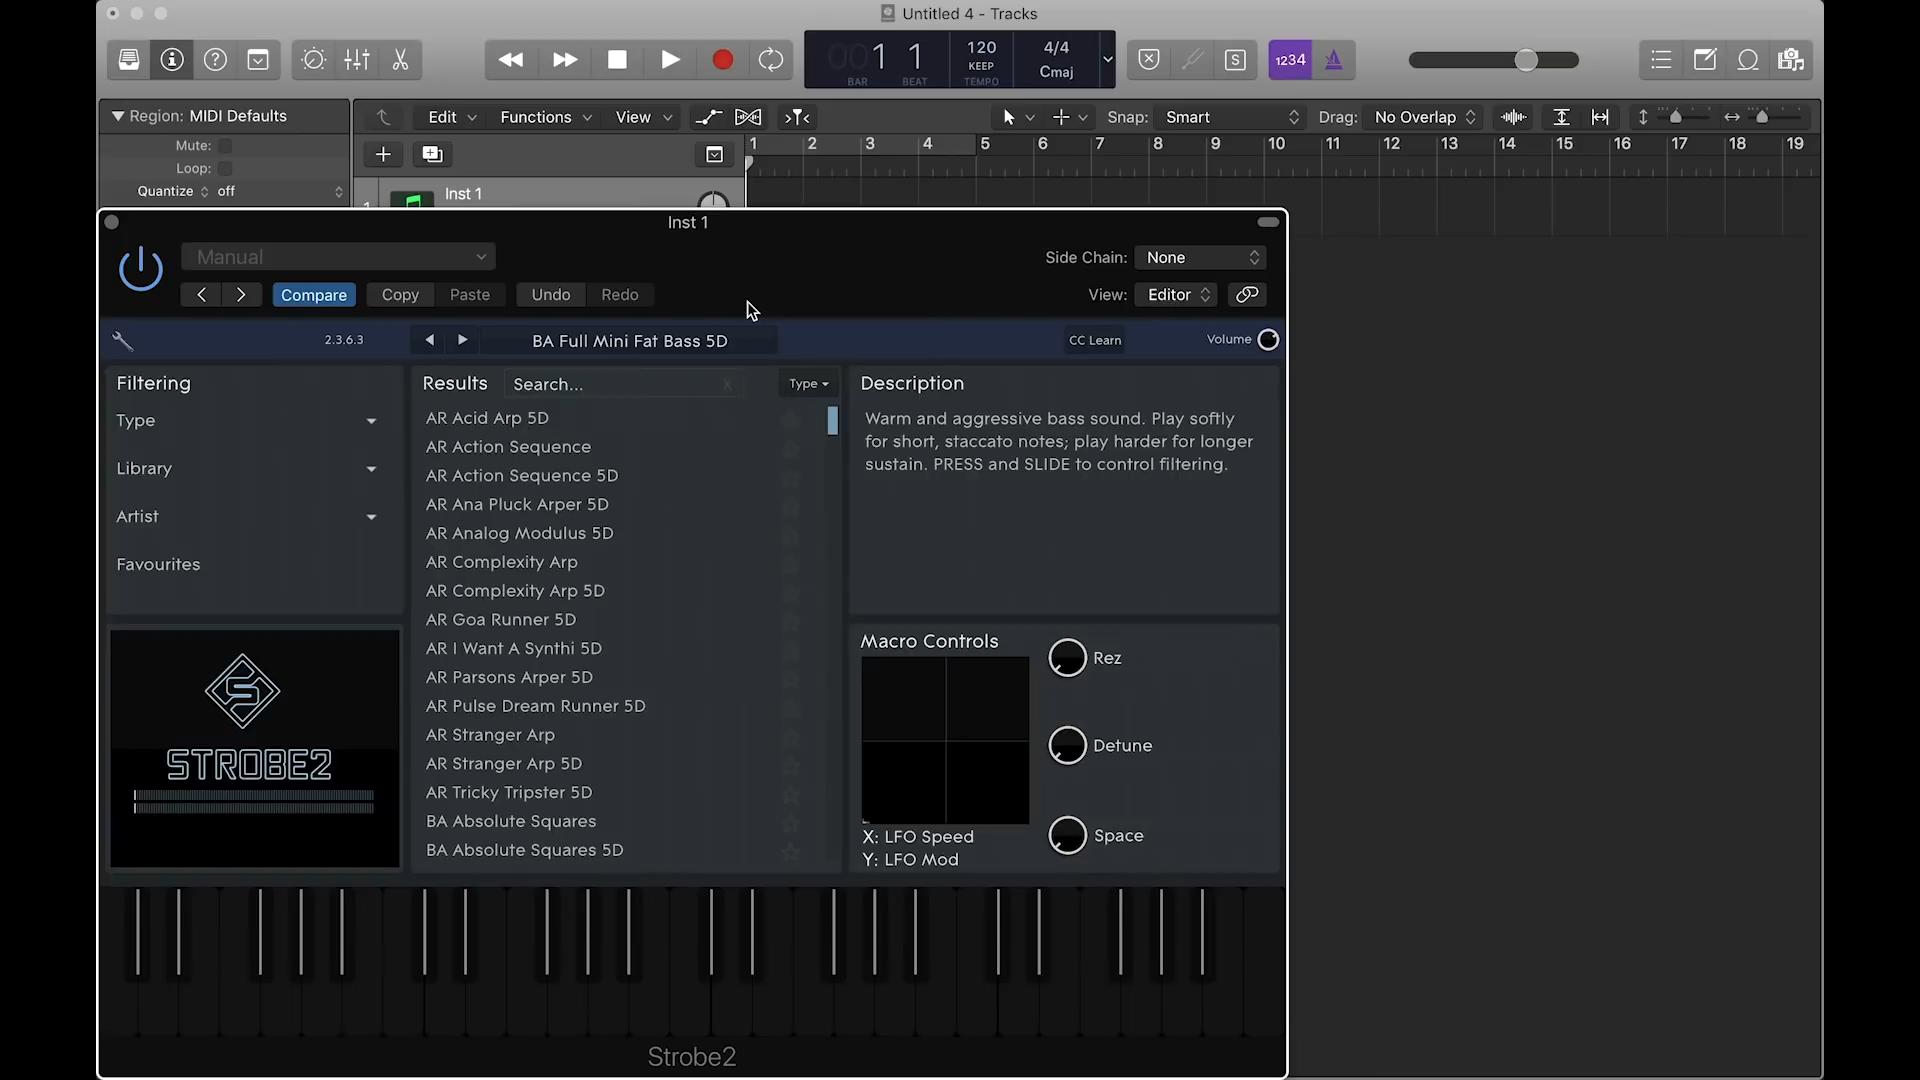 Untitled 4 - Tracks
1 1
BAR BEAT
120
KEEP
TEMPO
4/4
Cmaj
S
1234
Region: MIDI Defaults
Edit Functions View
Snap: Smart
Drag: No Overlap
Mute:
Loop:
Quantize off
1 2 3 4 5 6 7 8 9 10 11 12 13 14 15 16 17 18 19
Inst 1
1
Inst 1
Manual
Side Chain: None
Compare Copy Paste Undo Redo
View: Editor
2.3.6.3
BA Full Mini Fat Bass 5D
CC Learn
Volume
Filtering
Type
Library
Artist
Favourites
Results
Search...
X
Type
AR Acid Arp 5D
AR Action Sequence
AR Action Sequence 5D
AR Ana Pluck Arper 5D
AR Analog Modulus 5D
AR Complexity Arp
AR Complexity Arp 5D
AR Goa Runner 5D
AR I Want A Synthi 5D
AR Parsons Arper 5D
AR Pulse Dream Runner 5D
AR Stranger Arp
AR Stranger Arp 5D
AR Tricky Tripster 5D
BA Absolute Squares
BA Absolute Squares 5D
Description
Warm and aggressive bass sound. Play softly
for short, staccato notes; play harder for longer
sustain. PRESS and SLIDE to control filtering.
STROBE2
Macro Controls
X: LFO Speed
Y: LFO Mod
Rez
Detune
Space
Strobe2